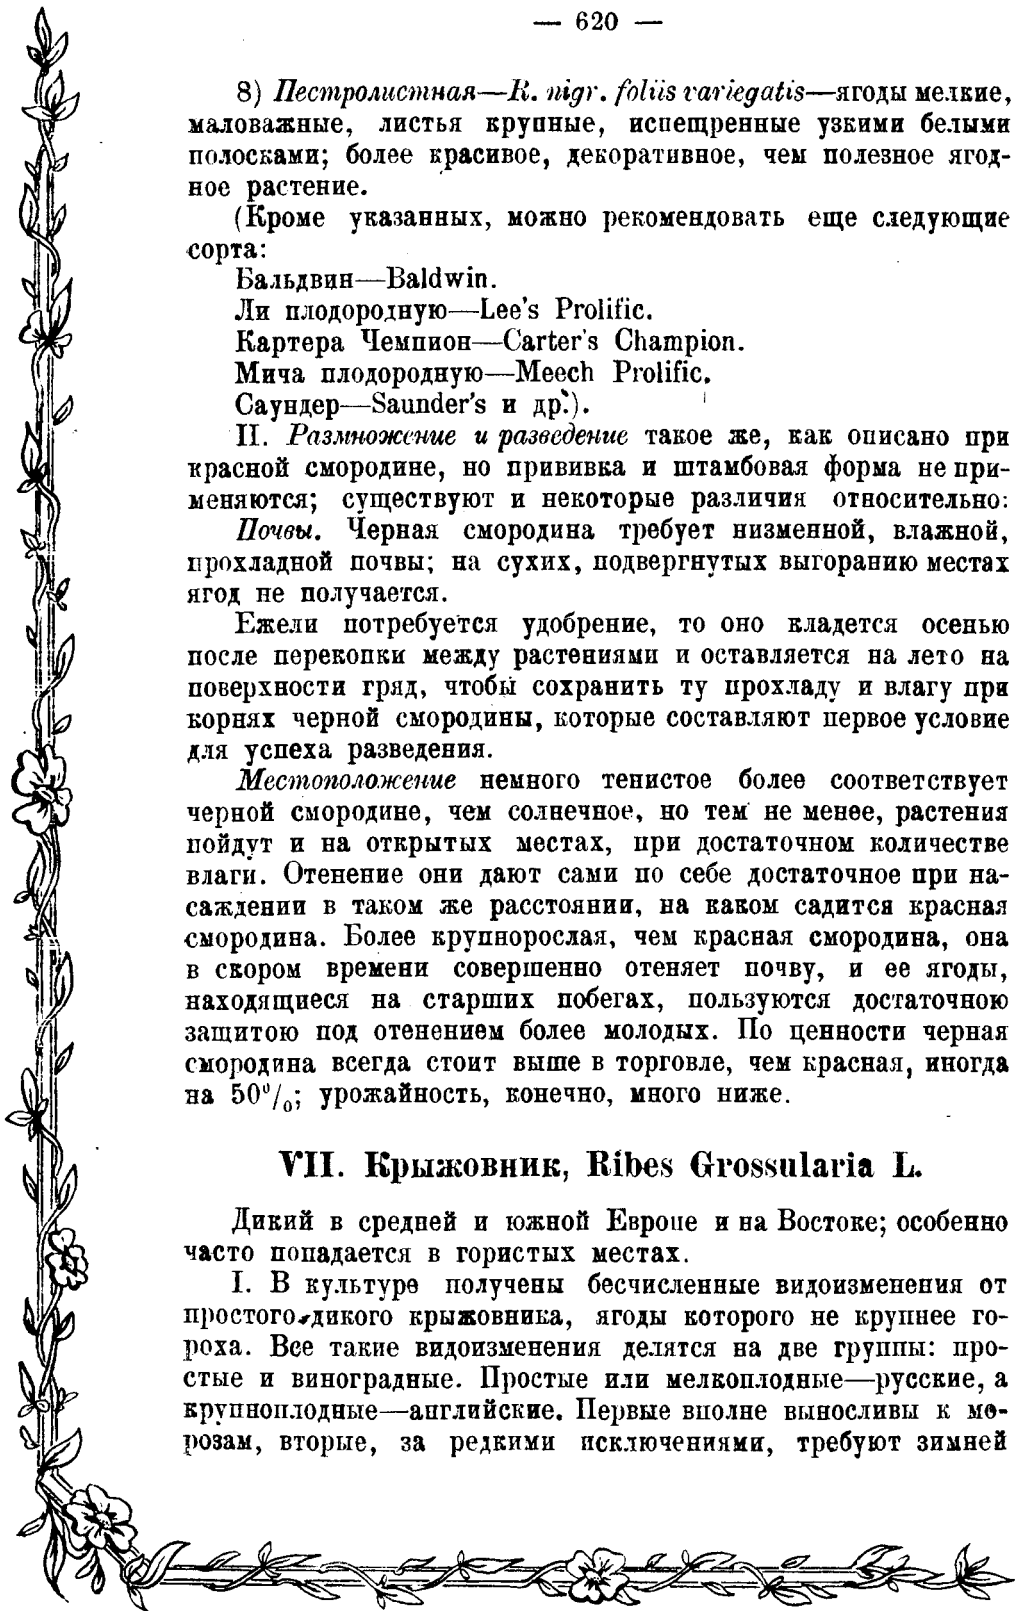 — 620 —
8) Пестролистная—R. nigr. foliis variegatis—ягоды мелкие,
маловажные, листья крупные, испещренные узкими белыми
полосками; более красивое, декоративное, чем полезное ягод-
ное растение.
(Кроме указанных, можно рекомендовать еще следующие
сорта:
Бальдвин—Baldwin.
Ли плодородную—Lee's Prolific.
Картера Чемпион—Carter's Champion.
Мича плодородную—Meech Prolific.
Саундер—Saunder's и др.).
II. Размножение и разведение такое же, как описано при
красной смородине, но прививка и штамбовая форма не при-
меняются; существуют и некоторые различия относительно:
Почвы. Черная смородина требует низменной, влажной,
прохладной почвы; на сухих, подвергнутых выгоранию местах
ягод не получается.
Ежели потребуется удобрение, то оно кладется осенью
после перекопки между растениями и оставляется на лето на
поверхности гряд, чтобы сохранить ту прохладу и влагу при
корнях черной смородины, которые составляют первое условие
для успеха разведения.
Местоположение немного тенистое более соответствует
черной смородине, чем солнечное, но тем не менее, растения
пойдут и на открытых местах, при достаточном количестве
влаги. Отенение они дают сами по себе достаточное при на-
саждении в таком же расстоянии, на каком садится красная
смородина. Более крупнорослая, чем красная смородина, она
в скором времени совершенно отеняет почву, и ее ягоды,
находящиеся на старших побегах, пользуются достаточною
защитою под отенением более молодых. По ценности черная
смородина всегда стоит выше в торговле, чем красная, иногда
на 50%; урожайность, конечно, много ниже.
VII. Крыжовник, Ribes Grossularia L.
Дикий в средней и южной Европе и на Востоке; особенно
часто попадается в гористых местах.
I. В культуре получены бесчисленные видоизменения от
простого дикого крыжовника, ягоды которого не крупнее го-
роха. Все такие видоизменения делятся на две группы: про-
стые и виноградные. Простые или мелкоплодные—русские, а
крупноплодные—английские. Первые вполне выносливы к мо-
розам, вторые, за редкими исключениями, требуют зимней